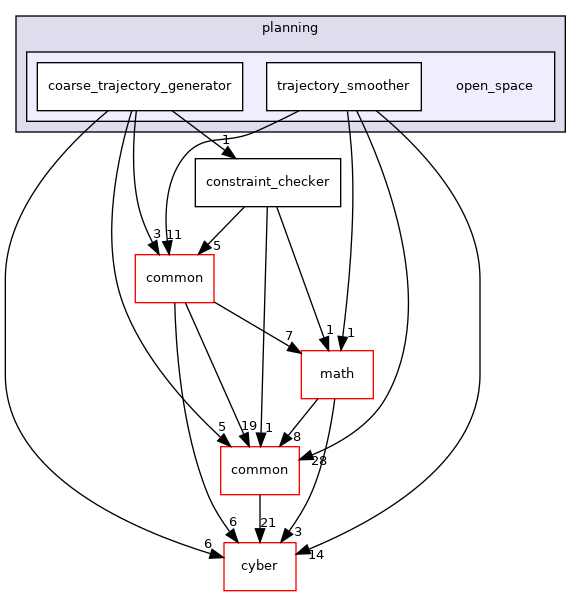 planning
coarse_trajectory_generator
trajectory_smoother
open_space
1
constraint_checker
3
11
5
common
7
1
1
math
5
19
1
8
28
common
6
21
3
6
14
cyber